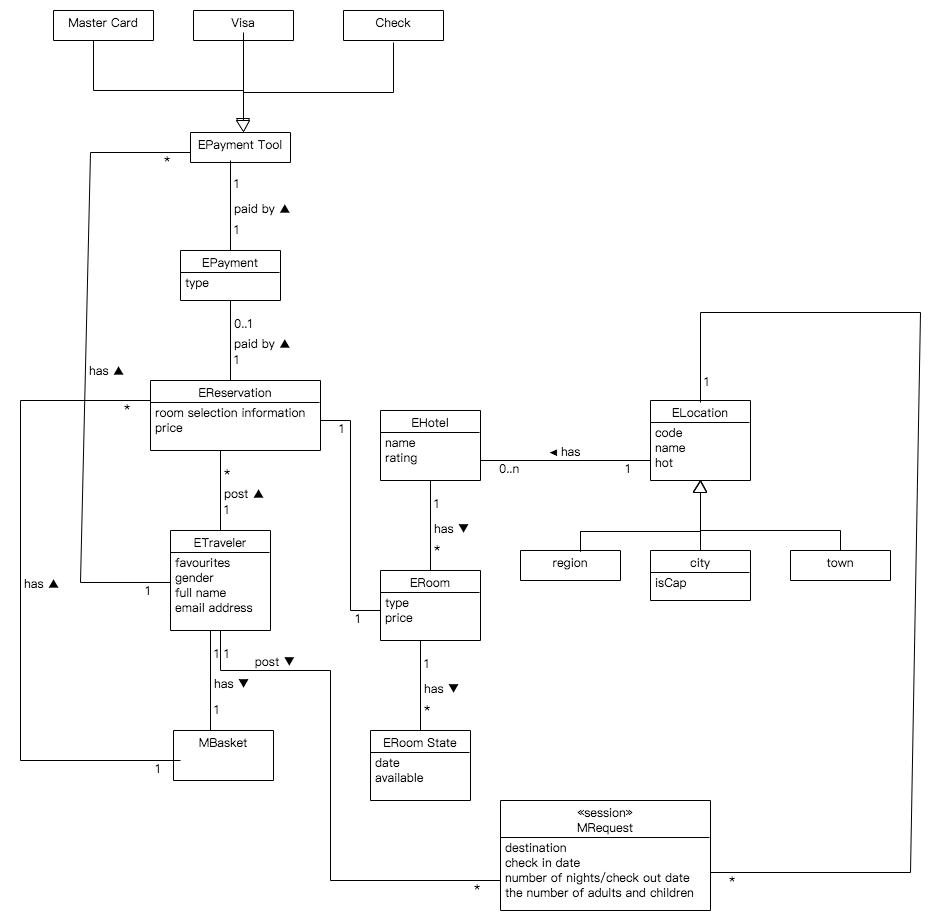 Master Card
Visa
Check
EPayment Tool
*
1
paid by ▲
1
EPayment
type
0..1
paid by ▲
1
has ▲
EReservation
room selection information
price
*
1
1
EHotel
name
rating
◄ has
0..n
1
ELocation
code
name
hot
*
post ▲
1
1
has ▼
*
ETraveler
favourites
gender
full name
email address
1
has ▲
ERoom
type
price
1
region
city
isCap
town
1
1
post ▼
has ▼
1
1
has ▼
*
MBasket
1
ERoom State
date
available
«session»
MRequest
destination
check in date
number of nights/check out date
the number of adults and children
*
*